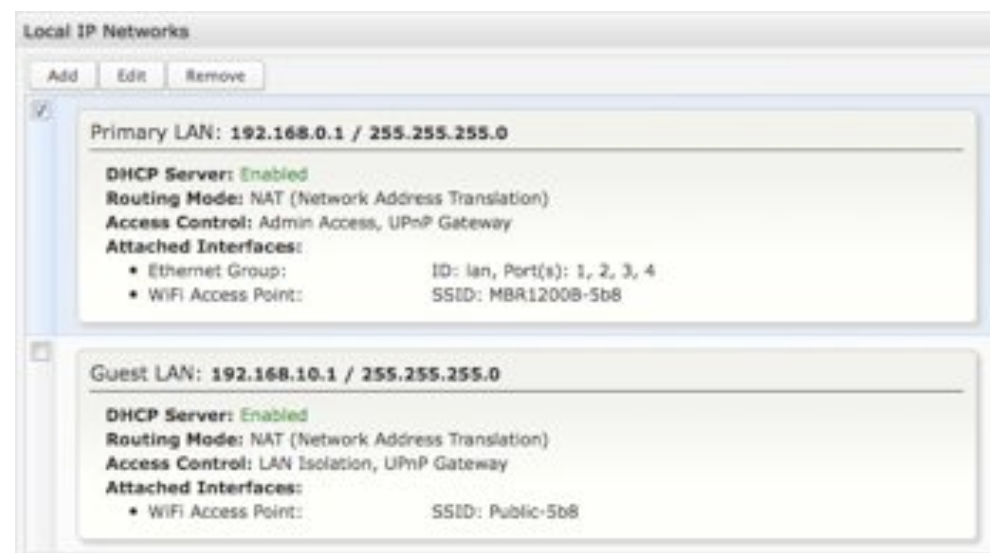 Local IP Networks
Add Edit Remove
Primary LAN: 192.168.0.1 / 255.255.255.0
DHCP Server: Enabled
Routing Mode: NAT (Network Address Translation)
Access Control: Admin Access, UPnP Gateway
Attached Interfaces:
• Ethernet Group: ID: lan, Port(s): 1, 2, 3, 4
• WiFi Access Point: SSID: MBR1200B-5b8
Guest LAN: 192.168.10.1 / 255.255.255.0
DHCP Server: Enabled
Routing Mode: NAT (Network Address Translation)
Access Control: LAN Isolation, UPnP Gateway
Attached Interfaces:
• WiFi Access Point: SSID: Public-5b8